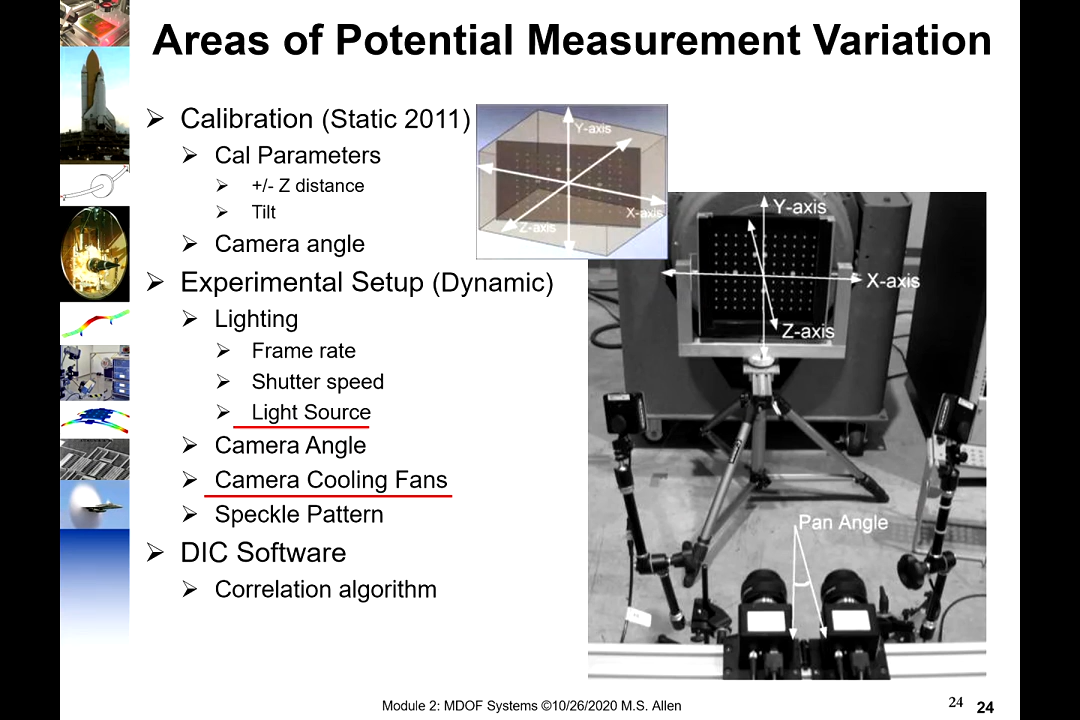 Areas of Potential Measurement Variation
Calibration (Static 2011)
Cal Parameters
+/- Z distance
Tilt
Camera angle
Experimental Setup (Dynamic)
Lighting
Frame rate
Shutter speed
Light Source
Camera Angle
Camera Cooling Fans
Speckle Pattern
DIC Software
Correlation algorithm
Y-axis
X-axis
Z-axis
Y-axis
X-axis
Z-axis
Pan Angle
Module 2: MDOF Systems ©10/26/2020 M.S. Allen
24
24